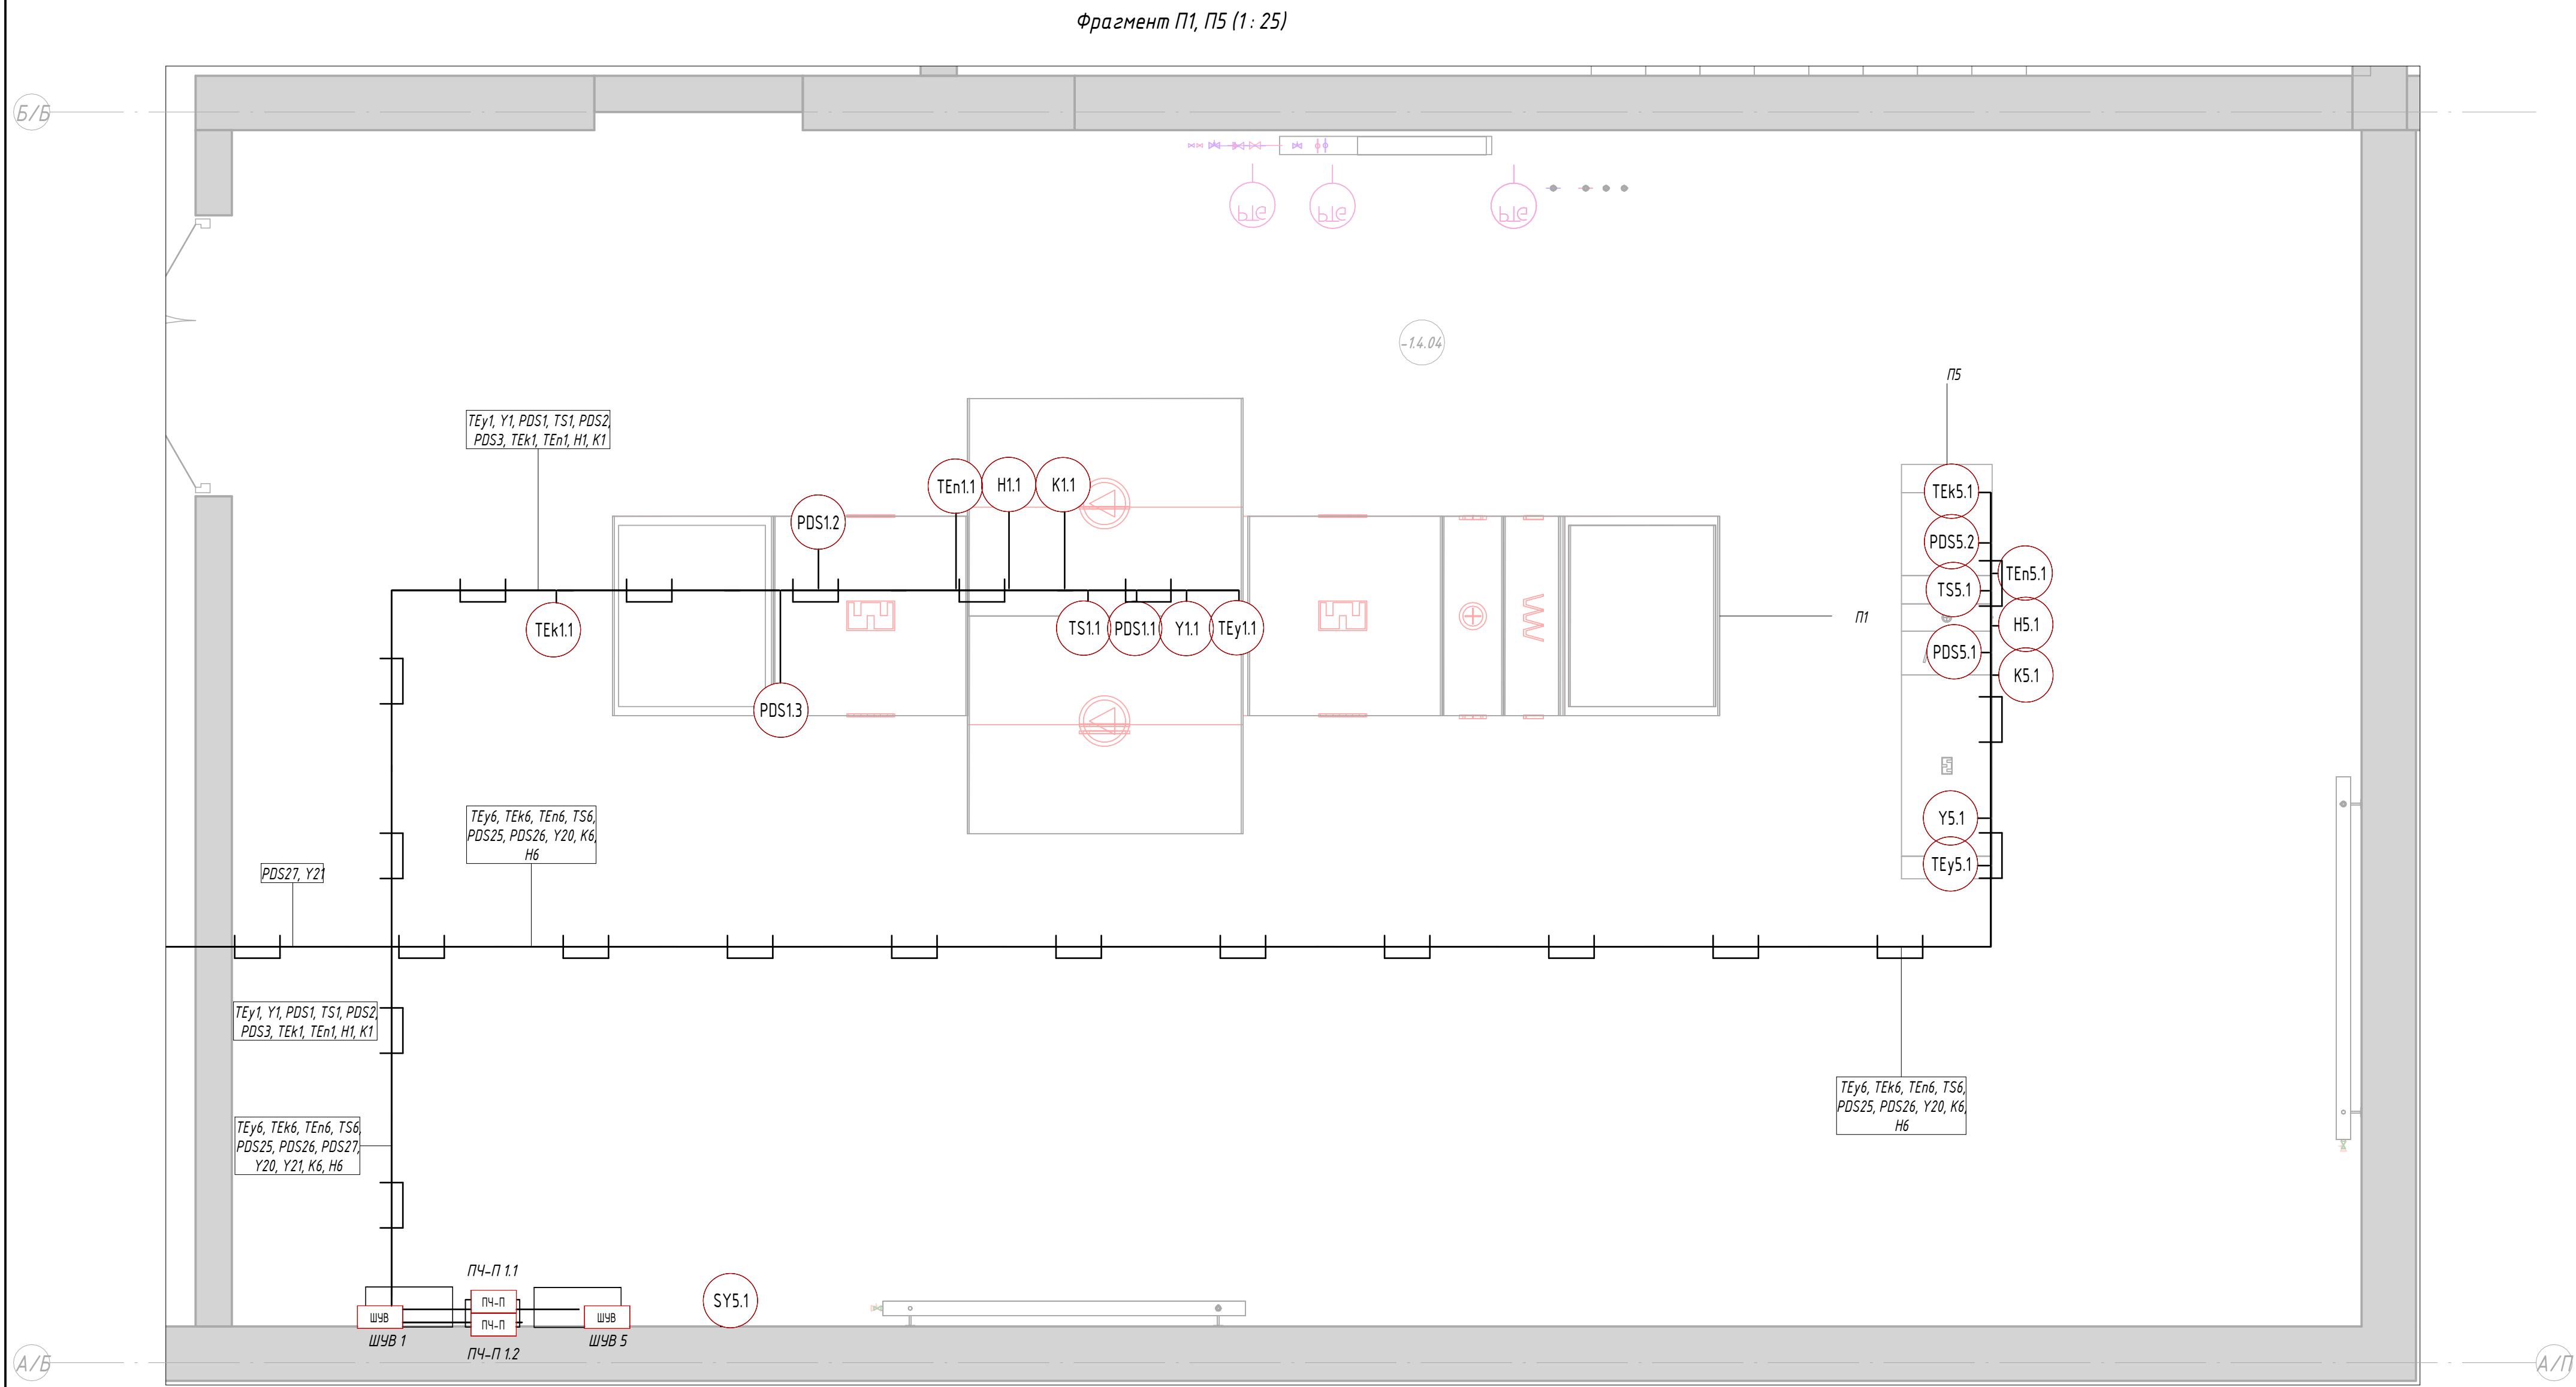 Фрагмент П1, П5 (1 : 25)
Б/Б
-1.4.04
П5
TEy1, Y1, PDS1, TS1, PDS2,
PDS3, TEk1, TEn1, H1, K1
TEn1.1
H1.1
K1.1
PDS1.2
TEk5.1
PDS5.2
TEn5.1
TS5.1
П1
H5.1
TEk1.1
TS1.1
PDS1.1
Y1.1
TEy1.1
PDS5.1
K5.1
PDS1.3
TEy6, TEk6, TEn6, TS6,
PDS25, PDS26, Y20, K6,
H6
Y5.1
PDS27, Y21
TEy5.1
TEy1, Y1, PDS1, TS1, PDS2,
PDS3, TEk1, TEn1, H1, K1
TEy6, TEk6, TEn6, TS6,
PDS25, PDS26, Y20, K6,
H6
TEy6, TEk6, TEn6, TS6,
PDS25, PDS26, PDS27,
Y20, Y21, K6, H6
ПЧ-П 1.1
ШУВ
ПЧ-П
ПЧ-П
ШУВ
SY5.1
ШУВ 1
ПЧ-П 1.2
ШУВ 5
А/Б
А/П